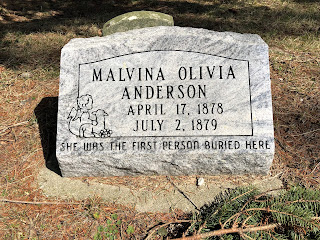 MALVINA OLIVIA
ANDERSON
APRIL 17, 1878
JULY 2, 1879
SHE WAS THE FIRST PERSON BURIED HERE